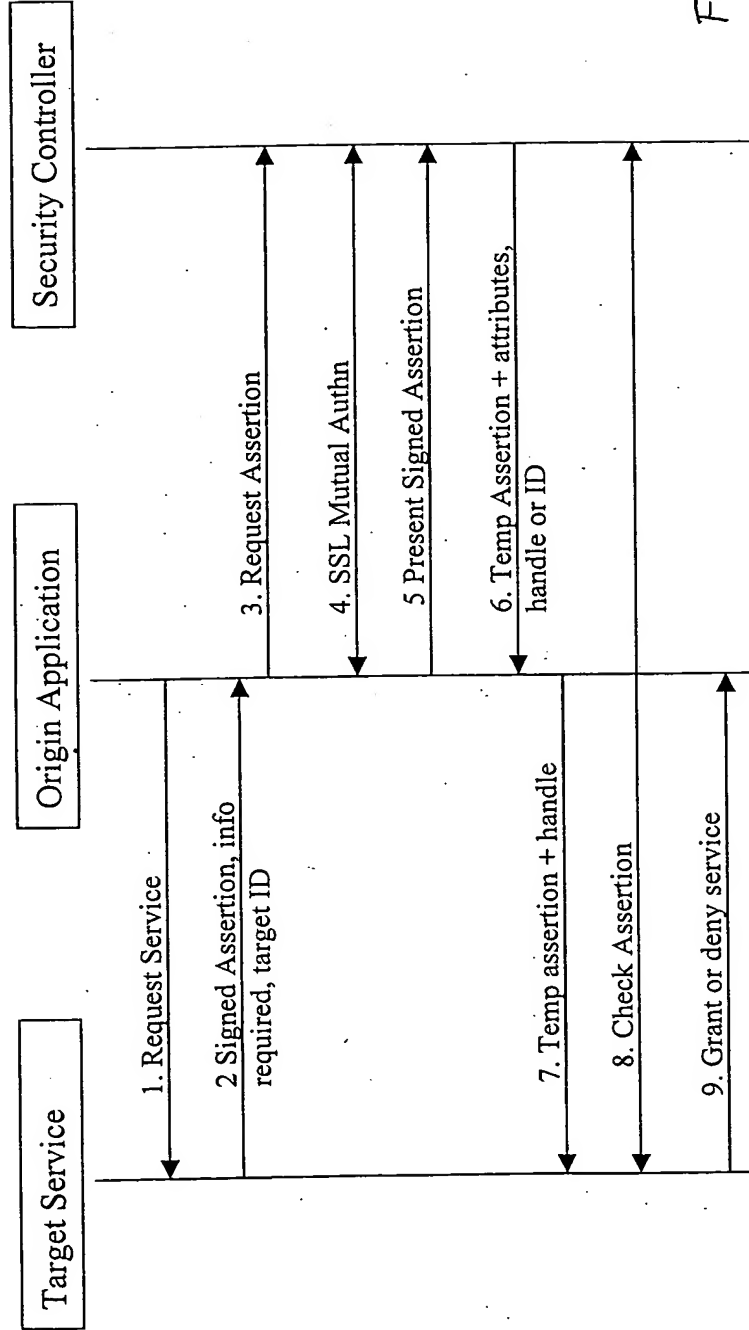 Target Service
Origin Application
Security Controller
1. Request Service
2 Signed Assertion, info
required, target ID
3. Request Assertion
4. SSL Mutual Authn
5 Present Signed Assertion
6. Temp Assertion + attributes,
handle or ID
7. Temp assertion + handle
8. Check Assertion
9. Grant or deny service
F